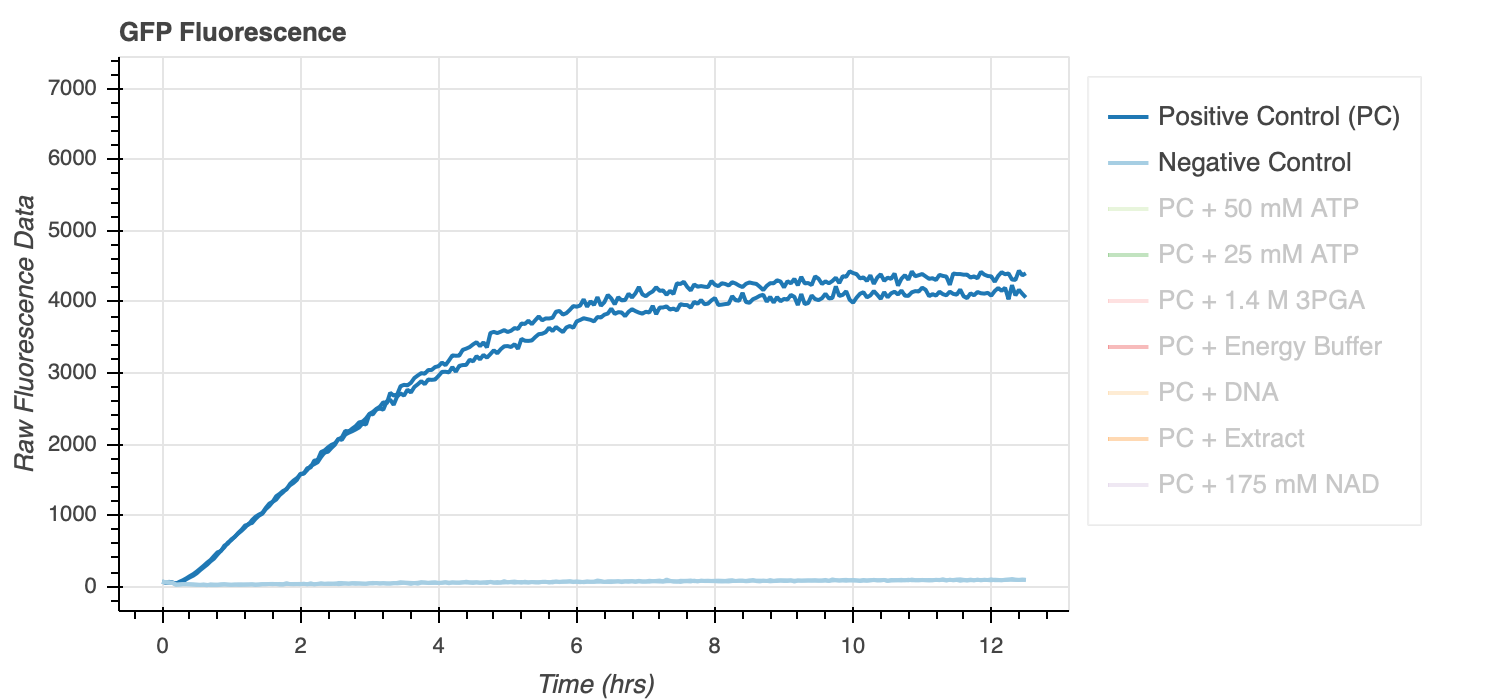 GFP Fluorescence
7000
6000
5000
4000
3000
2000
1000
0
Raw Fluorescence Data
0 2 4 6 8 10 12
Time (hrs)
Positive Control (PC)
Negative Control
PC + 50 mM ATP
PC + 25 mM ATP
PC + 1.4 M 3PGA
PC + Energy Buffer
PC + DNA
PC + Extract
PC + 175 mM NAD